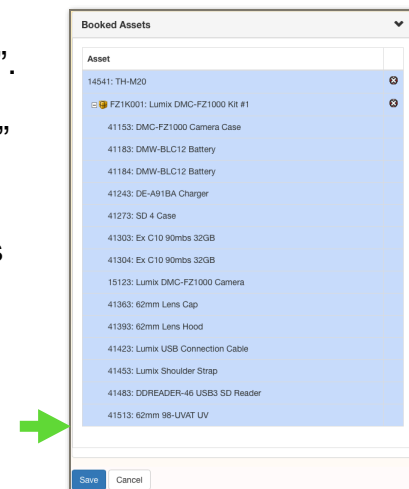 ”.
”
s
Booked Assets
Asset
14541: TH-M20
FZ1K001: Lumix DMC-FZ1000 Kit #1
41153: DMC-FZ1000 Camera Case
41183: DMW-BLC12 Battery
41184: DMW-BLC12 Battery
41243: DE-A91BA Charger
41273: SD 4 Case
41303: Ex C10 90mbs 32GB
41304: Ex C10 90mbs 32GB
15123: Lumix DMC-FZ1000 Camera
41363: 62mm Lens Cap
41393: 62mm Lens Hood
41423: Lumix USB Connection Cable
41453: Lumix Shoulder Strap
41483: DDREADER-46 USB3 SD Reader
41513: 62mm 98-UVAT UV
Save Cancel